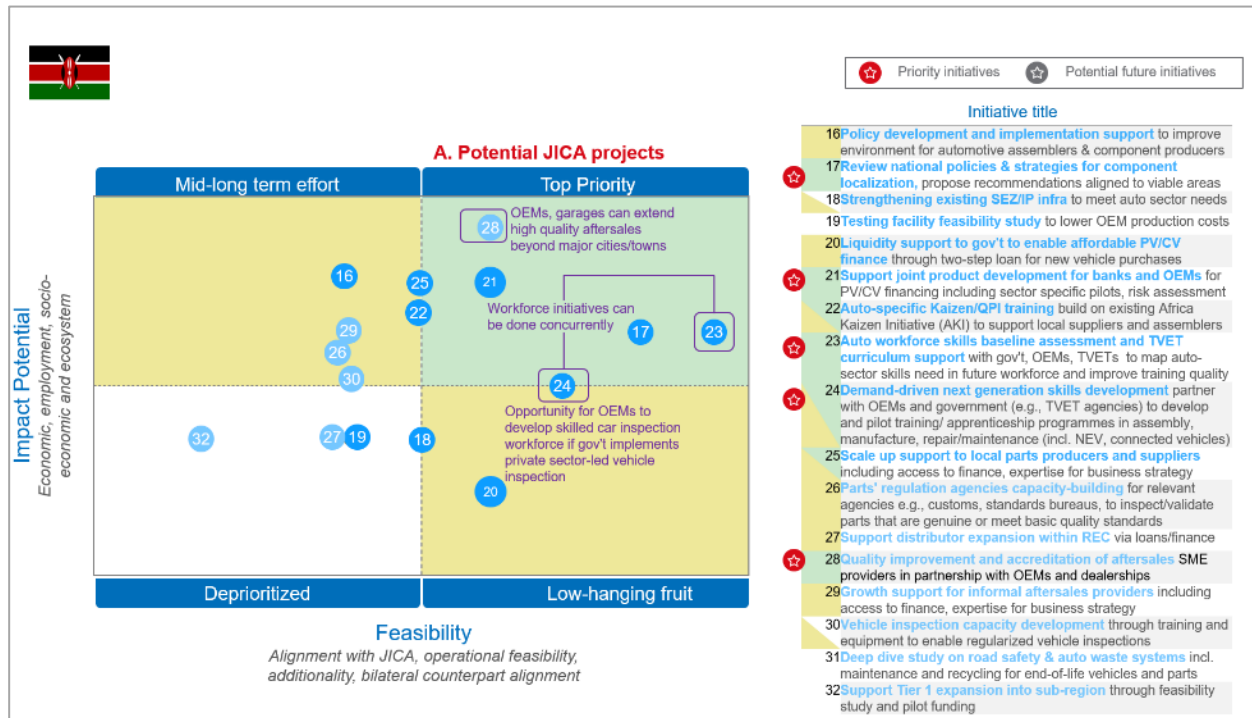 Priority initiatives
Potential future initiatives
A. Potential JICA projects
Mid-long term effort
Top Priority
28
OEMs, garages can extend
high quality aftersales
beyond major cities/towns
16
25
21
22
Workforce initiatives can
be done concurrently
17
23
29
26
30
24
Opportunity for OEMs to
develop skilled car inspection
workforce if gov't implements
private sector-led vehicle
inspection
32
27
19
18
20
Deprioritized
Low-hanging fruit
Impact Potential
Economic, employment, socio-
economic and ecosystem
Feasibility
Alignment with JICA, operational feasibility,
additionality, bilateral counterpart alignment
Initiative title
16 Policy development and implementation support to improve
environment for automotive assemblers & component producers
17 Review national policies & strategies for component
localization, propose recommendations aligned to viable areas
18 Strengthening existing SEZ/IP infra to meet auto sector needs
19 Testing facility feasibility study to lower OEM production costs
20 Liquidity support to gov't to enable affordable PV/CV
finance through two-step loan for new vehicle purchases
21 Support joint product development for banks and OEMs for
PV/CV financing including sector specific pilots, risk assessment
22 Auto-specific Kaizen/QPI training build on existing Africa
Kaizen Initiative (AKI) to support local suppliers and assemblers
23 Auto workforce skills baseline assessment and TVET
curriculum support with gov't, OEMs, TVETs to map auto-
sector skills need in future workforce and improve training quality
24 Demand-driven next generation skills development partner
with OEMs and government (e.g., TVET agencies) to develop
and pilot training/ apprenticeship programmes in assembly,
manufacture, repair/maintenance (incl. NEV, connected vehicles)
25 Scale up support to local parts producers and suppliers
including access to finance, expertise for business strategy
26 Parts' regulation agencies capacity-building for relevant
agencies e.g., customs, standards bureaus, to inspect/validate
parts that are genuine or meet basic quality standards
27 Support distributor expansion within REC via loans/finance
28 Quality improvement and accreditation of aftersales SME
providers in partnership with OEMs and dealerships
29 Growth support for informal aftersales providers including
access to finance, expertise for business strategy
30 Vehicle inspection capacity development through training and
equipment to enable regularized vehicle inspections
31 Deep dive study on road safety & auto waste systems incl.
maintenance and recycling for end-of-life vehicles and parts
32 Support Tier 1 expansion into sub-region through feasibility
study and pilot funding